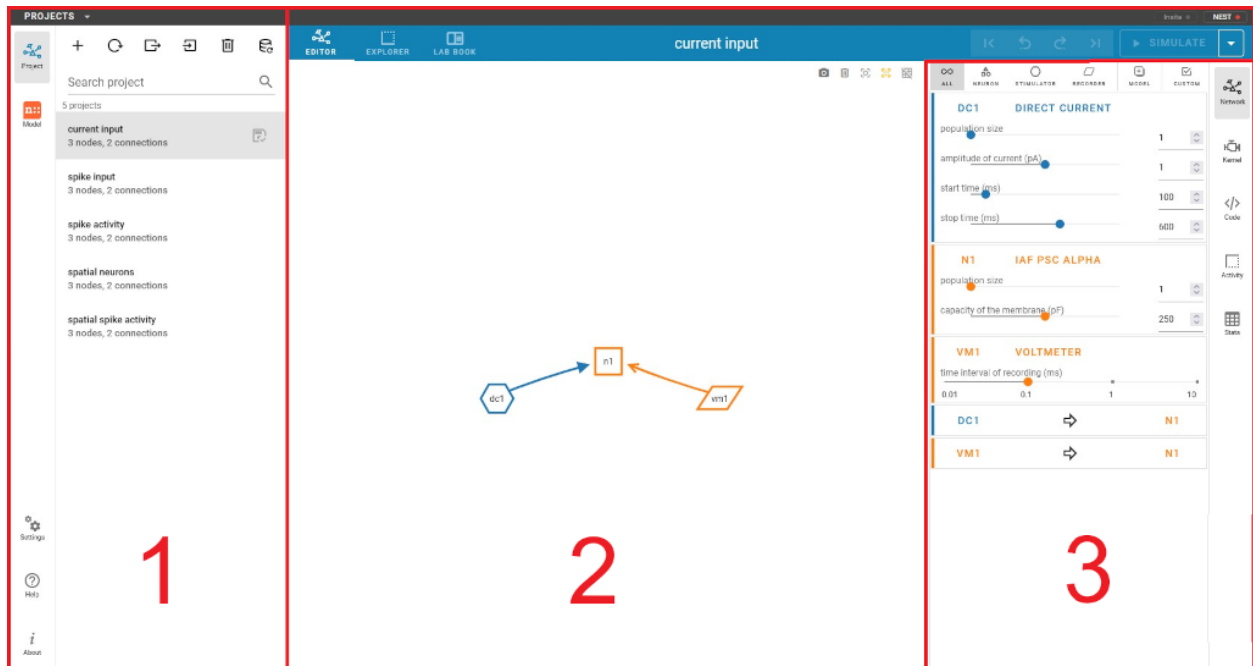 PROJECTS
Insite
NEST
Project
Model
Settings
Help
About
Search project
5 projects
current input
3 nodes, 2 connections
spike input
3 nodes, 2 connections
spike activity
3 nodes, 2 connections
spatial neurons
3 nodes, 2 connections
spatial spike activity
3 nodes, 2 connections
1
EDITOR
EXPLORER
LAB BOOK
current input
SIMULATE
n1
dc1
vm1
2
ALL
NEURON
STIMULATOR
RECORDER
MODEL
CUSTOM
DC1 DIRECT CURRENT
population size
1
amplitude of current (pA)
1
start time (ms)
100
stop time (ms)
600
N1 IAF PSC ALPHA
population size
1
capacity of the membrane (pF)
250
VM1 VOLTMETER
time interval of recording (ms)
0.01 0.1 1 10
DC1 N1
VM1 N1
3
Network
Kernel
</>
Code
Activity
Stats